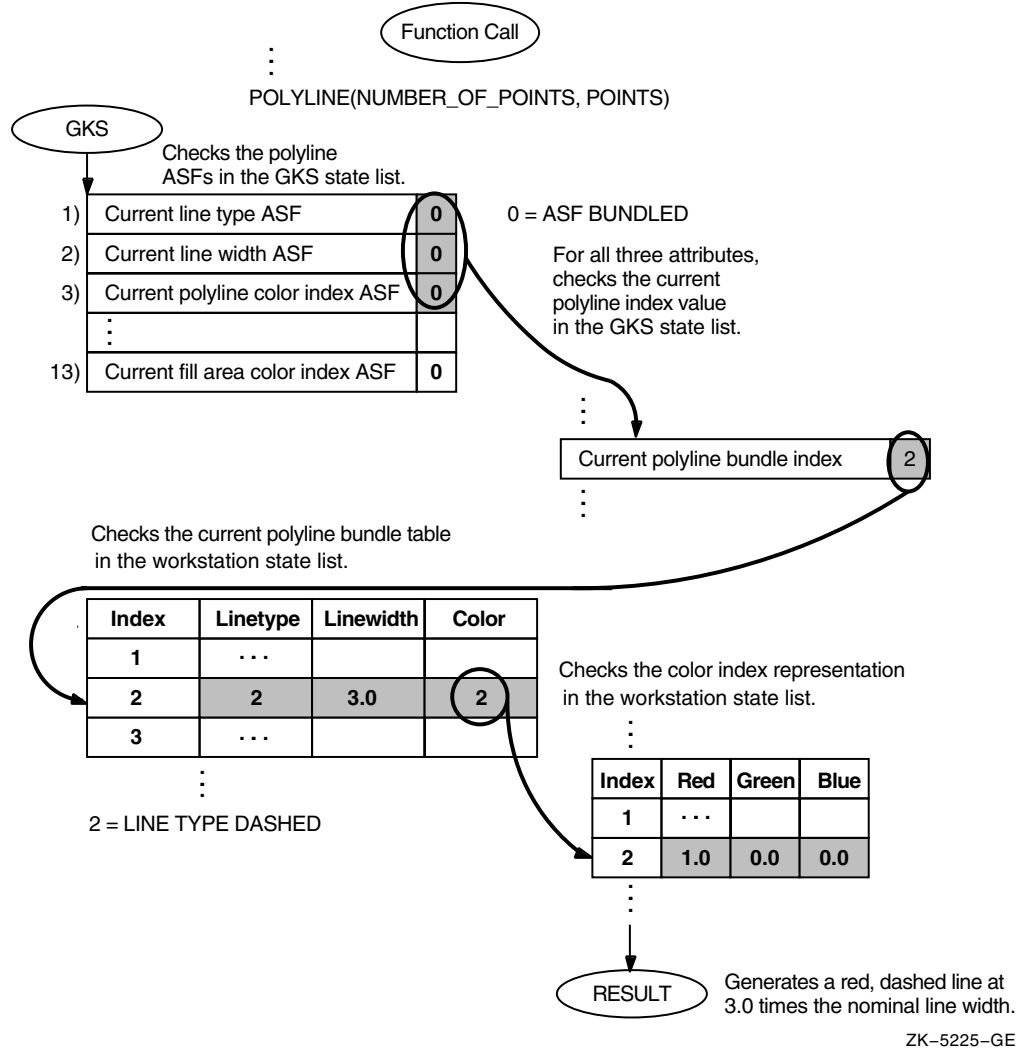 Function Call
POLYLINE(NUMBER_OF_POINTS, POINTS)
GKS
Checks the polyline
ASFs in the GKS state list.
1) Current line type ASF 0
0 = ASF BUNDLED
2) Current line width ASF 0
3) Current polyline color index ASF 0
13) Current fill area color index ASF 0
For all three attributes,
checks the current
polyline index value
in the GKS state list.
Current polyline bundle index 2
Checks the current polyline bundle table
in the workstation state list.
Index Linetype Linewidth Color
1 . . .
2 2 3.0 2
3 . . .
2 = LINE TYPE DASHED
Checks the color index representation
in the workstation state list.
Index Red Green Blue
1 . . .
2 1.0 0.0 0.0
RESULT
Generates a red, dashed line at
3.0 times the nominal line width.
ZK–5225–GE